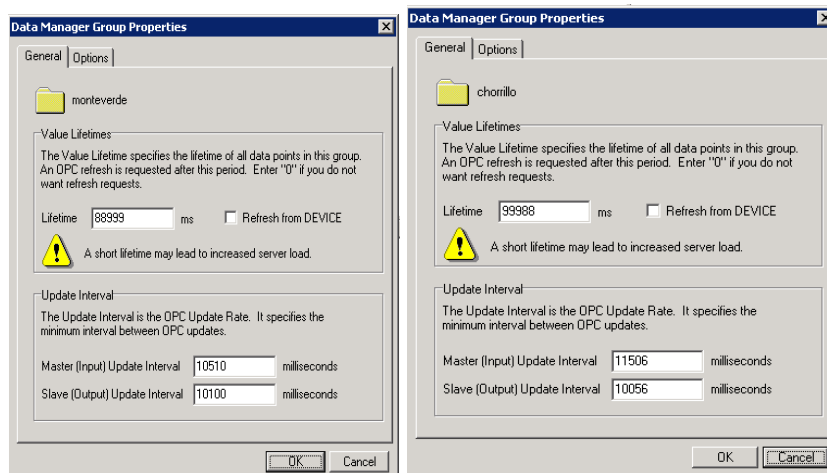 Data Manager Group Properties
General
Options
monteverde
Value Lifetimes
The Value Lifetime specifies the lifetime of all data points in this group.
An OPC refresh is requested after this period. Enter "0" if you do not
want refresh requests.
Lifetime 88999 ms Refresh from DEVICE
A short lifetime may lead to increased server load.
Update Interval
The Update Interval is the OPC Update Rate. It specifies the
minimum interval between OPC updates.
Master (Input) Update Interval 10510 milliseconds
Slave (Output) Update Interval 10100 milliseconds
OK Cancel
Data Manager Group Properties
General
Options
chorrillo
Value Lifetimes
The Value Lifetime specifies the lifetime of all data points in this group.
An OPC refresh is requested after this period. Enter "0" if you do not
want refresh requests.
Lifetime 99988 ms Refresh from DEVICE
A short lifetime may lead to increased server load.
Update Interval
The Update Interval is the OPC Update Rate. It specifies the
minimum interval between OPC updates.
Master (Input) Update Interval 11506 milliseconds
Slave (Output) Update Interval 10056 milliseconds
OK Cancel